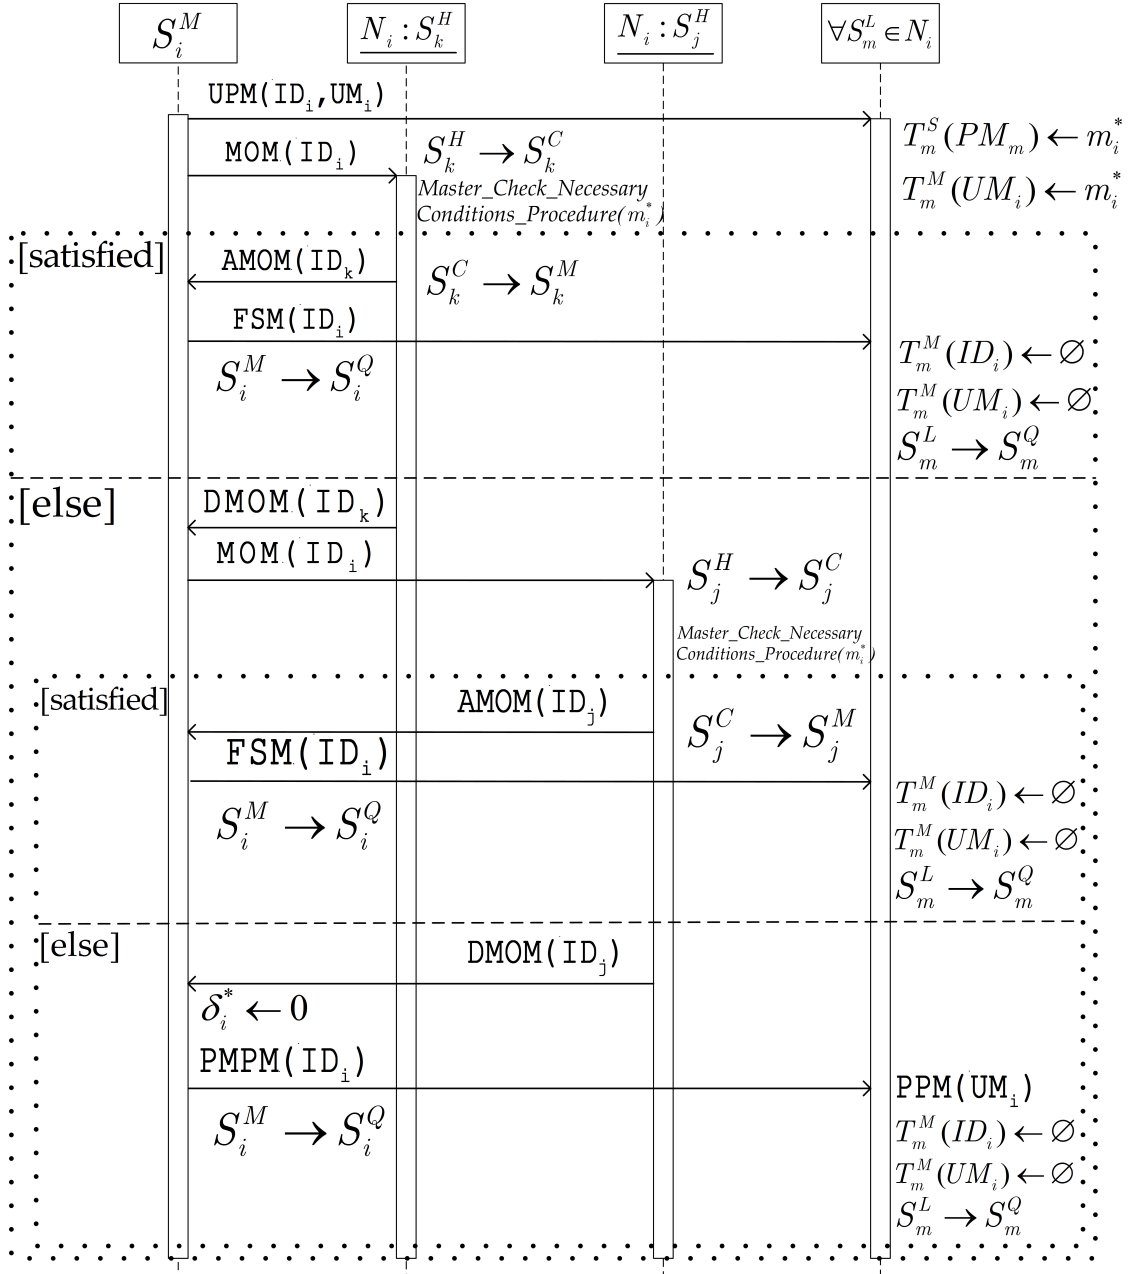 S_i^M
N_i : S_k^H
N_i : S_j^H
∀S_m^L ∈ N_i
UPM(ID_i,UM_i)
T_m^S(PM_m) ← m_i^*
MOM(ID_i)
S_k^H → S_k^C
T_m^M(UM_i) ← m_i^*
Master_Check_Necessary
Conditions_Procedure(m_i^*)
[satisfied]
AMOM(ID_k)
S_k^C → S_k^M
FSM(ID_i)
S_i^M → S_i^Q
T_m^M(ID_i) ← ∅
T_m^M(UM_i) ← ∅
S_m^L → S_m^Q
[else]
DMOM(ID_k)
MOM(ID_i)
S_j^H → S_j^C
Master_Check_Necessary
Conditions_Procedure(m_i^*)
[satisfied]
AMOM(ID_j)
S_j^C → S_j^M
FSM(ID_i)
S_i^M → S_i^Q
T_m^M(ID_i) ← ∅
T_m^M(UM_i) ← ∅
S_m^L → S_m^Q
[else]
DMOM(ID_j)
δ_i^* ← 0
PMPM(ID_i)
PPM(UM_i)
S_i^M → S_i^Q
T_m^M(ID_i) ← ∅
T_m^M(UM_i) ← ∅
S_m^L → S_m^Q